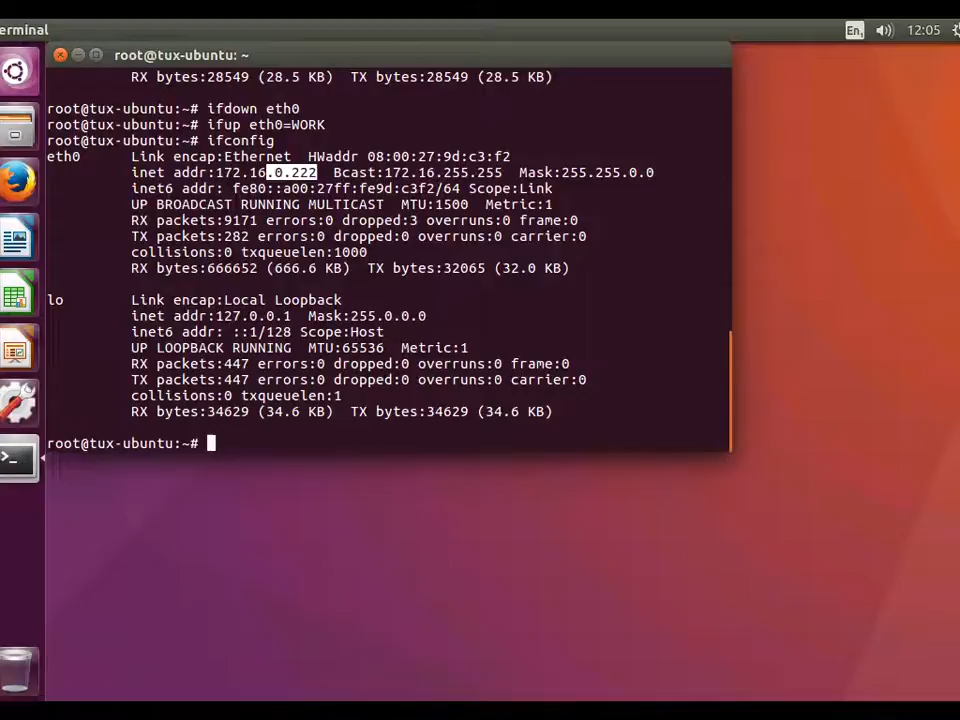 erminal
En₁
12:05
root@tux-ubuntu: ~
RX bytes:28549 (28.5 KB)  TX bytes:28549 (28.5 KB)
root@tux-ubuntu:~# ifdown eth0
root@tux-ubuntu:~# ifup eth0=WORK
root@tux-ubuntu:~# ifconfig
eth0      Link encap:Ethernet  HWaddr 08:00:27:9d:c3:f2
inet addr:172.16.0.222  Bcast:172.16.255.255  Mask:255.255.0.0
inet6 addr: fe80::a00:27ff:fe9d:c3f2/64 Scope:Link
UP BROADCAST RUNNING MULTICAST  MTU:1500  Metric:1
RX packets:9171 errors:0 dropped:3 overruns:0 frame:0
TX packets:282 errors:0 dropped:0 overruns:0 carrier:0
collisions:0 txqueuelen:1000
RX bytes:666652 (666.6 KB)  TX bytes:32065 (32.0 KB)
lo        Link encap:Local Loopback
inet addr:127.0.0.1  Mask:255.0.0.0
inet6 addr: ::1/128 Scope:Host
UP LOOPBACK RUNNING  MTU:65536  Metric:1
RX packets:447 errors:0 dropped:0 overruns:0 frame:0
TX packets:447 errors:0 dropped:0 overruns:0 carrier:0
collisions:0 txqueuelen:1
RX bytes:34629 (34.6 KB)  TX bytes:34629 (34.6 KB)
root@tux-ubuntu:~#
>_